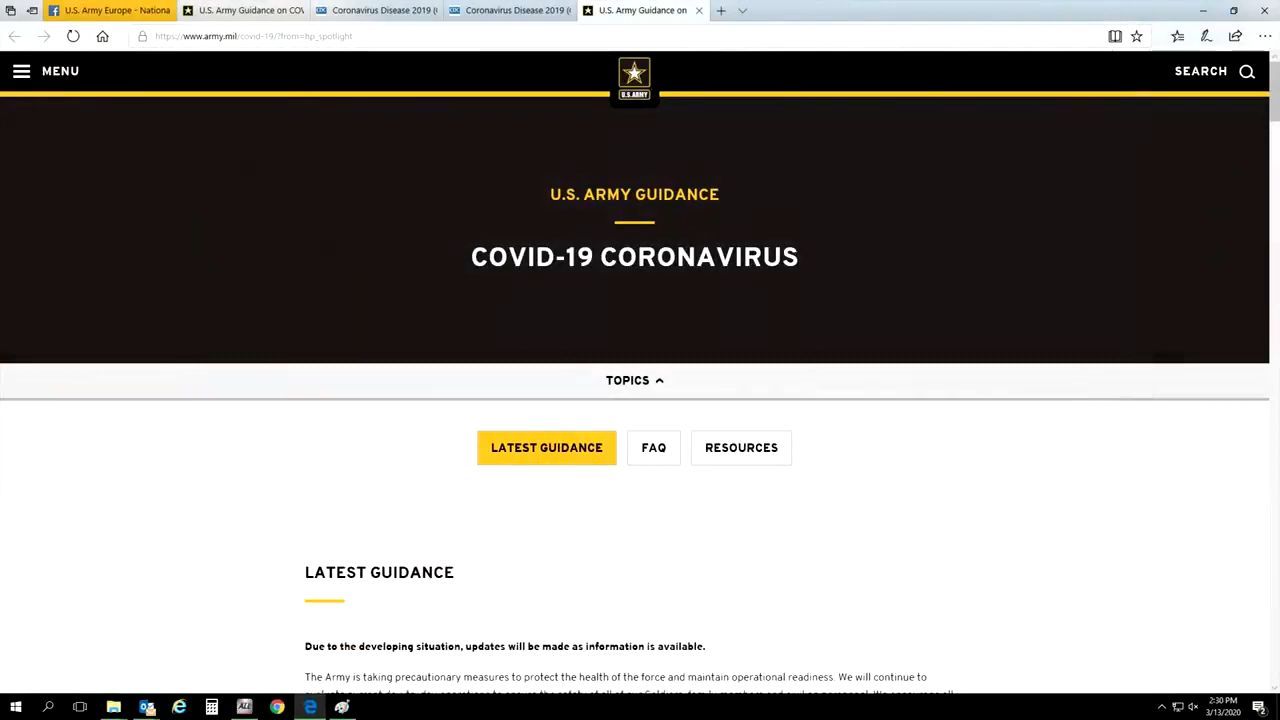 U.S. Army Europe - Nationa
U.S. Army Guidance on COV
Coronavirus Disease 2019 (
Coronavirus Disease 2019 (
U.S. Army Guidance on
https://www.army.mil/covid-19/?from=hp_spotlight
MENU
U.S.ARMY
SEARCH
U.S. ARMY GUIDANCE
COVID-19 CORONAVIRUS
TOPICS
LATEST GUIDANCE
FAQ
RESOURCES
LATEST GUIDANCE
Due to the developing situation, updates will be made as information is available.
The Army is taking precautionary measures to protect the health of the force and maintain operational readiness. We will continue to
2:30 PM
3/13/2020